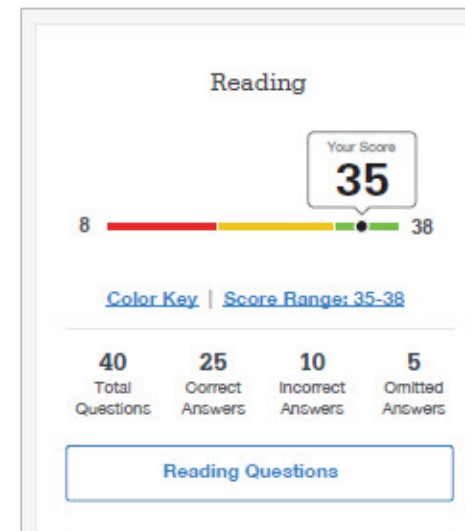 Reading
Your Score
35
8 38
Color Key | Score Range: 35-38
40 25 10 5
Total Correct Incorrect Omitted
Questions Answers Answers Answers
Reading Questions